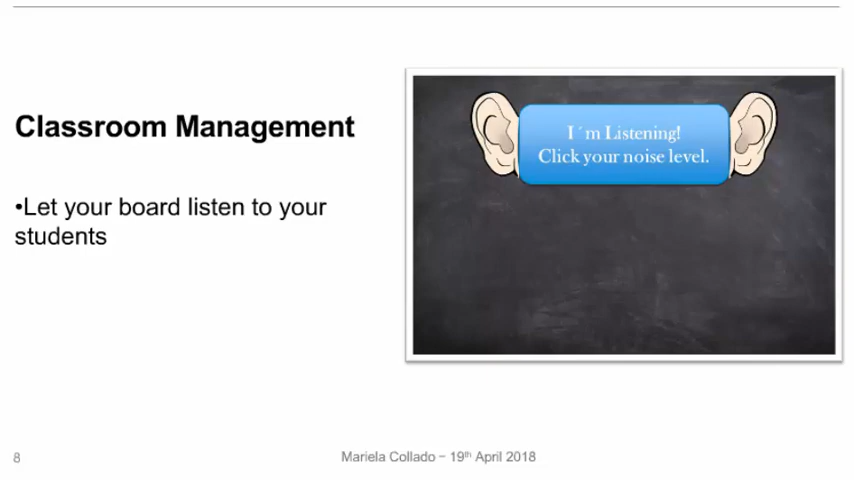 Classroom Management
•Let your board listen to your
students
I´m Listening!
Click your noise level.
8
Mariela Collado – 19th April 2018